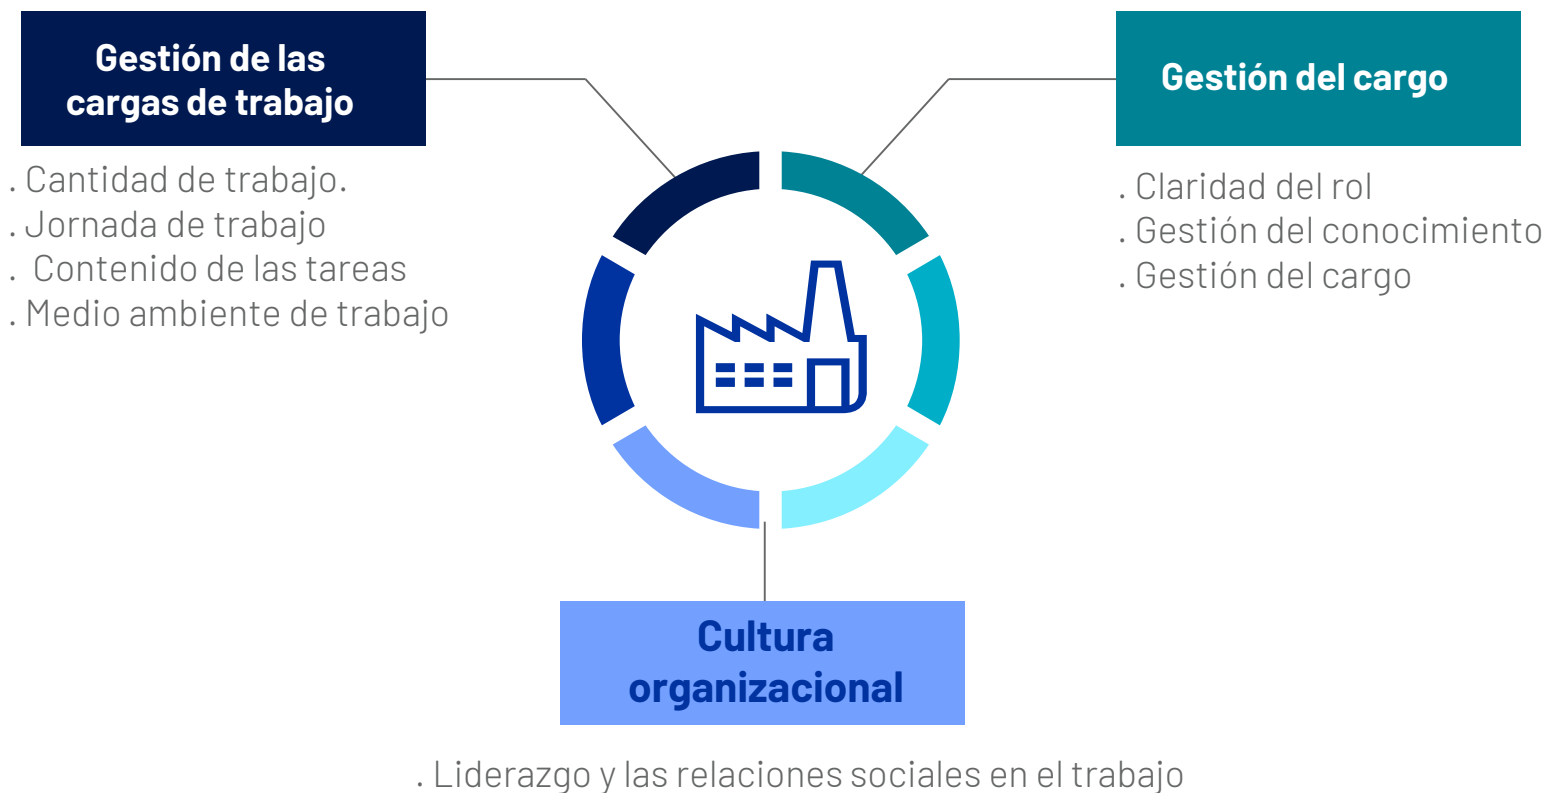 Gestión de las
cargas de trabajo
. Cantidad de trabajo.
. Jornada de trabajo
. Contenido de las tareas
. Medio ambiente de trabajo
Gestión del cargo
. Claridad del rol
. Gestión del conocimiento
. Gestión del cargo
Cultura
organizacional
. Liderazgo y las relaciones sociales en el trabajo